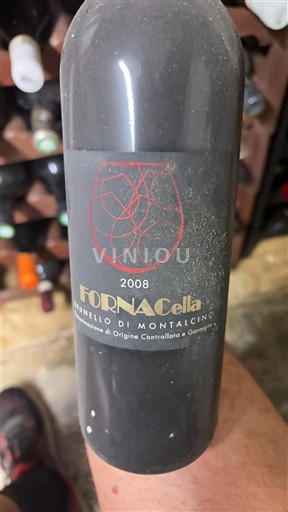 VINIOU
2008
FORNACella
BRUNELLO DI MONTALCINO
Denominazione di Origine Controllata e Garantita